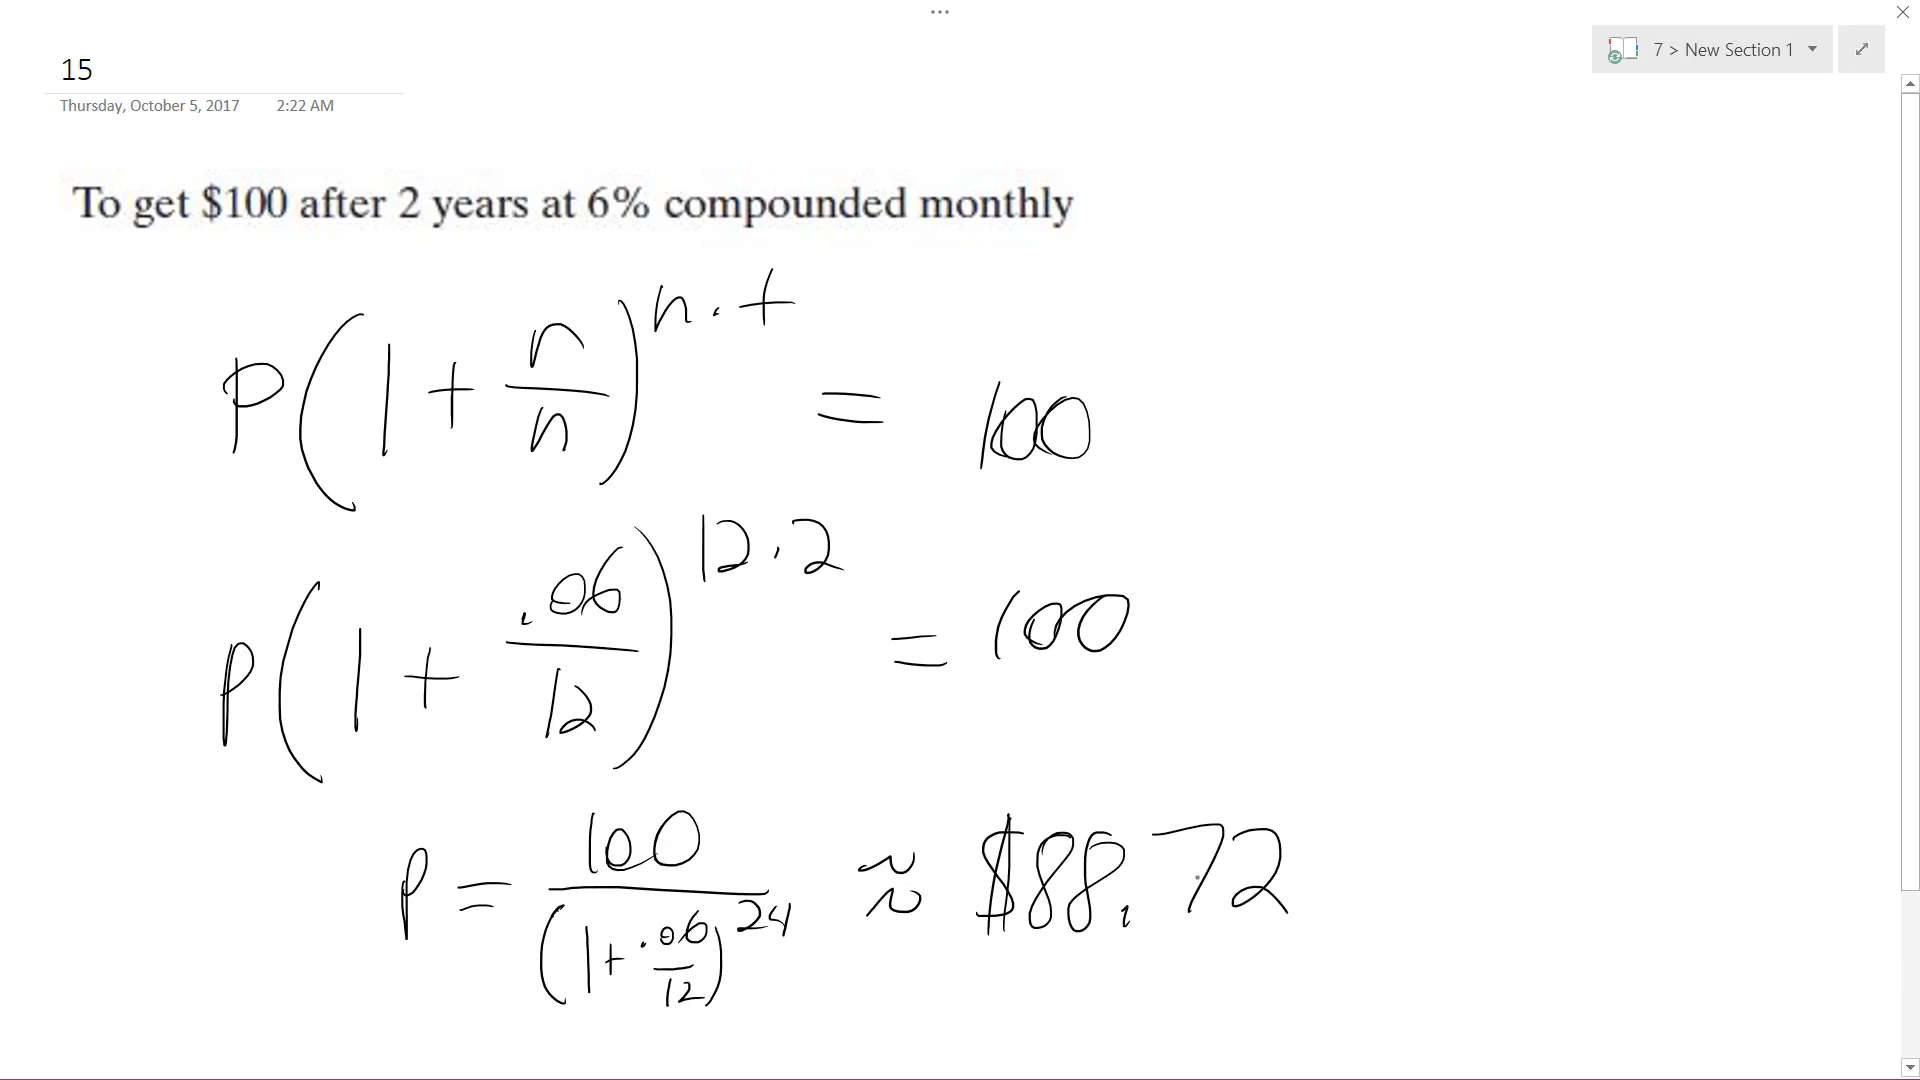 ...
7 > New Section 1
15
Thursday, October 5, 2017 2:22 AM
To get $100 after 2 years at 6% compounded monthly
P(1 + r/n)^n·t = 100
P(1 + .06/12)^12·2 = 100
P = 100/(1 + .06/12)^24 ≈ $88.72